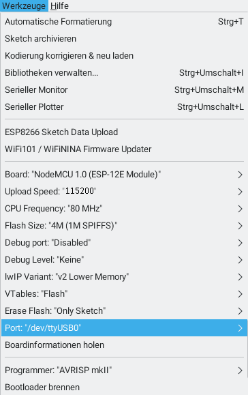 Werkzeuge Hilfe
Automatische Formatierung Strg+T
Sketch archivieren
Kodierung korrigieren & neu laden
Bibliotheken verwalten... Strg+Umschalt+I
Serieller Monitor Strg+Umschalt+M
Serieller Plotter Strg+Umschalt+L
ESP8266 Sketch Data Upload
WiFi101 / WiFiNINA Firmware Updater
Board: "NodeMCU 1.0 (ESP-12E Module)"
Upload Speed: "115200"
CPU Frequency: "80 MHz"
Flash Size: "4M (1M SPIFFS)"
Debug port: "Disabled"
Debug Level: "Keine"
lwIP Variant: "v2 Lower Memory"
VTables: "Flash"
Erase Flash: "Only Sketch"
Port: "/dev/ttyUSB0"
Boardinformationen holen
Programmer: "AVRISP mkII"
Bootloader brennen